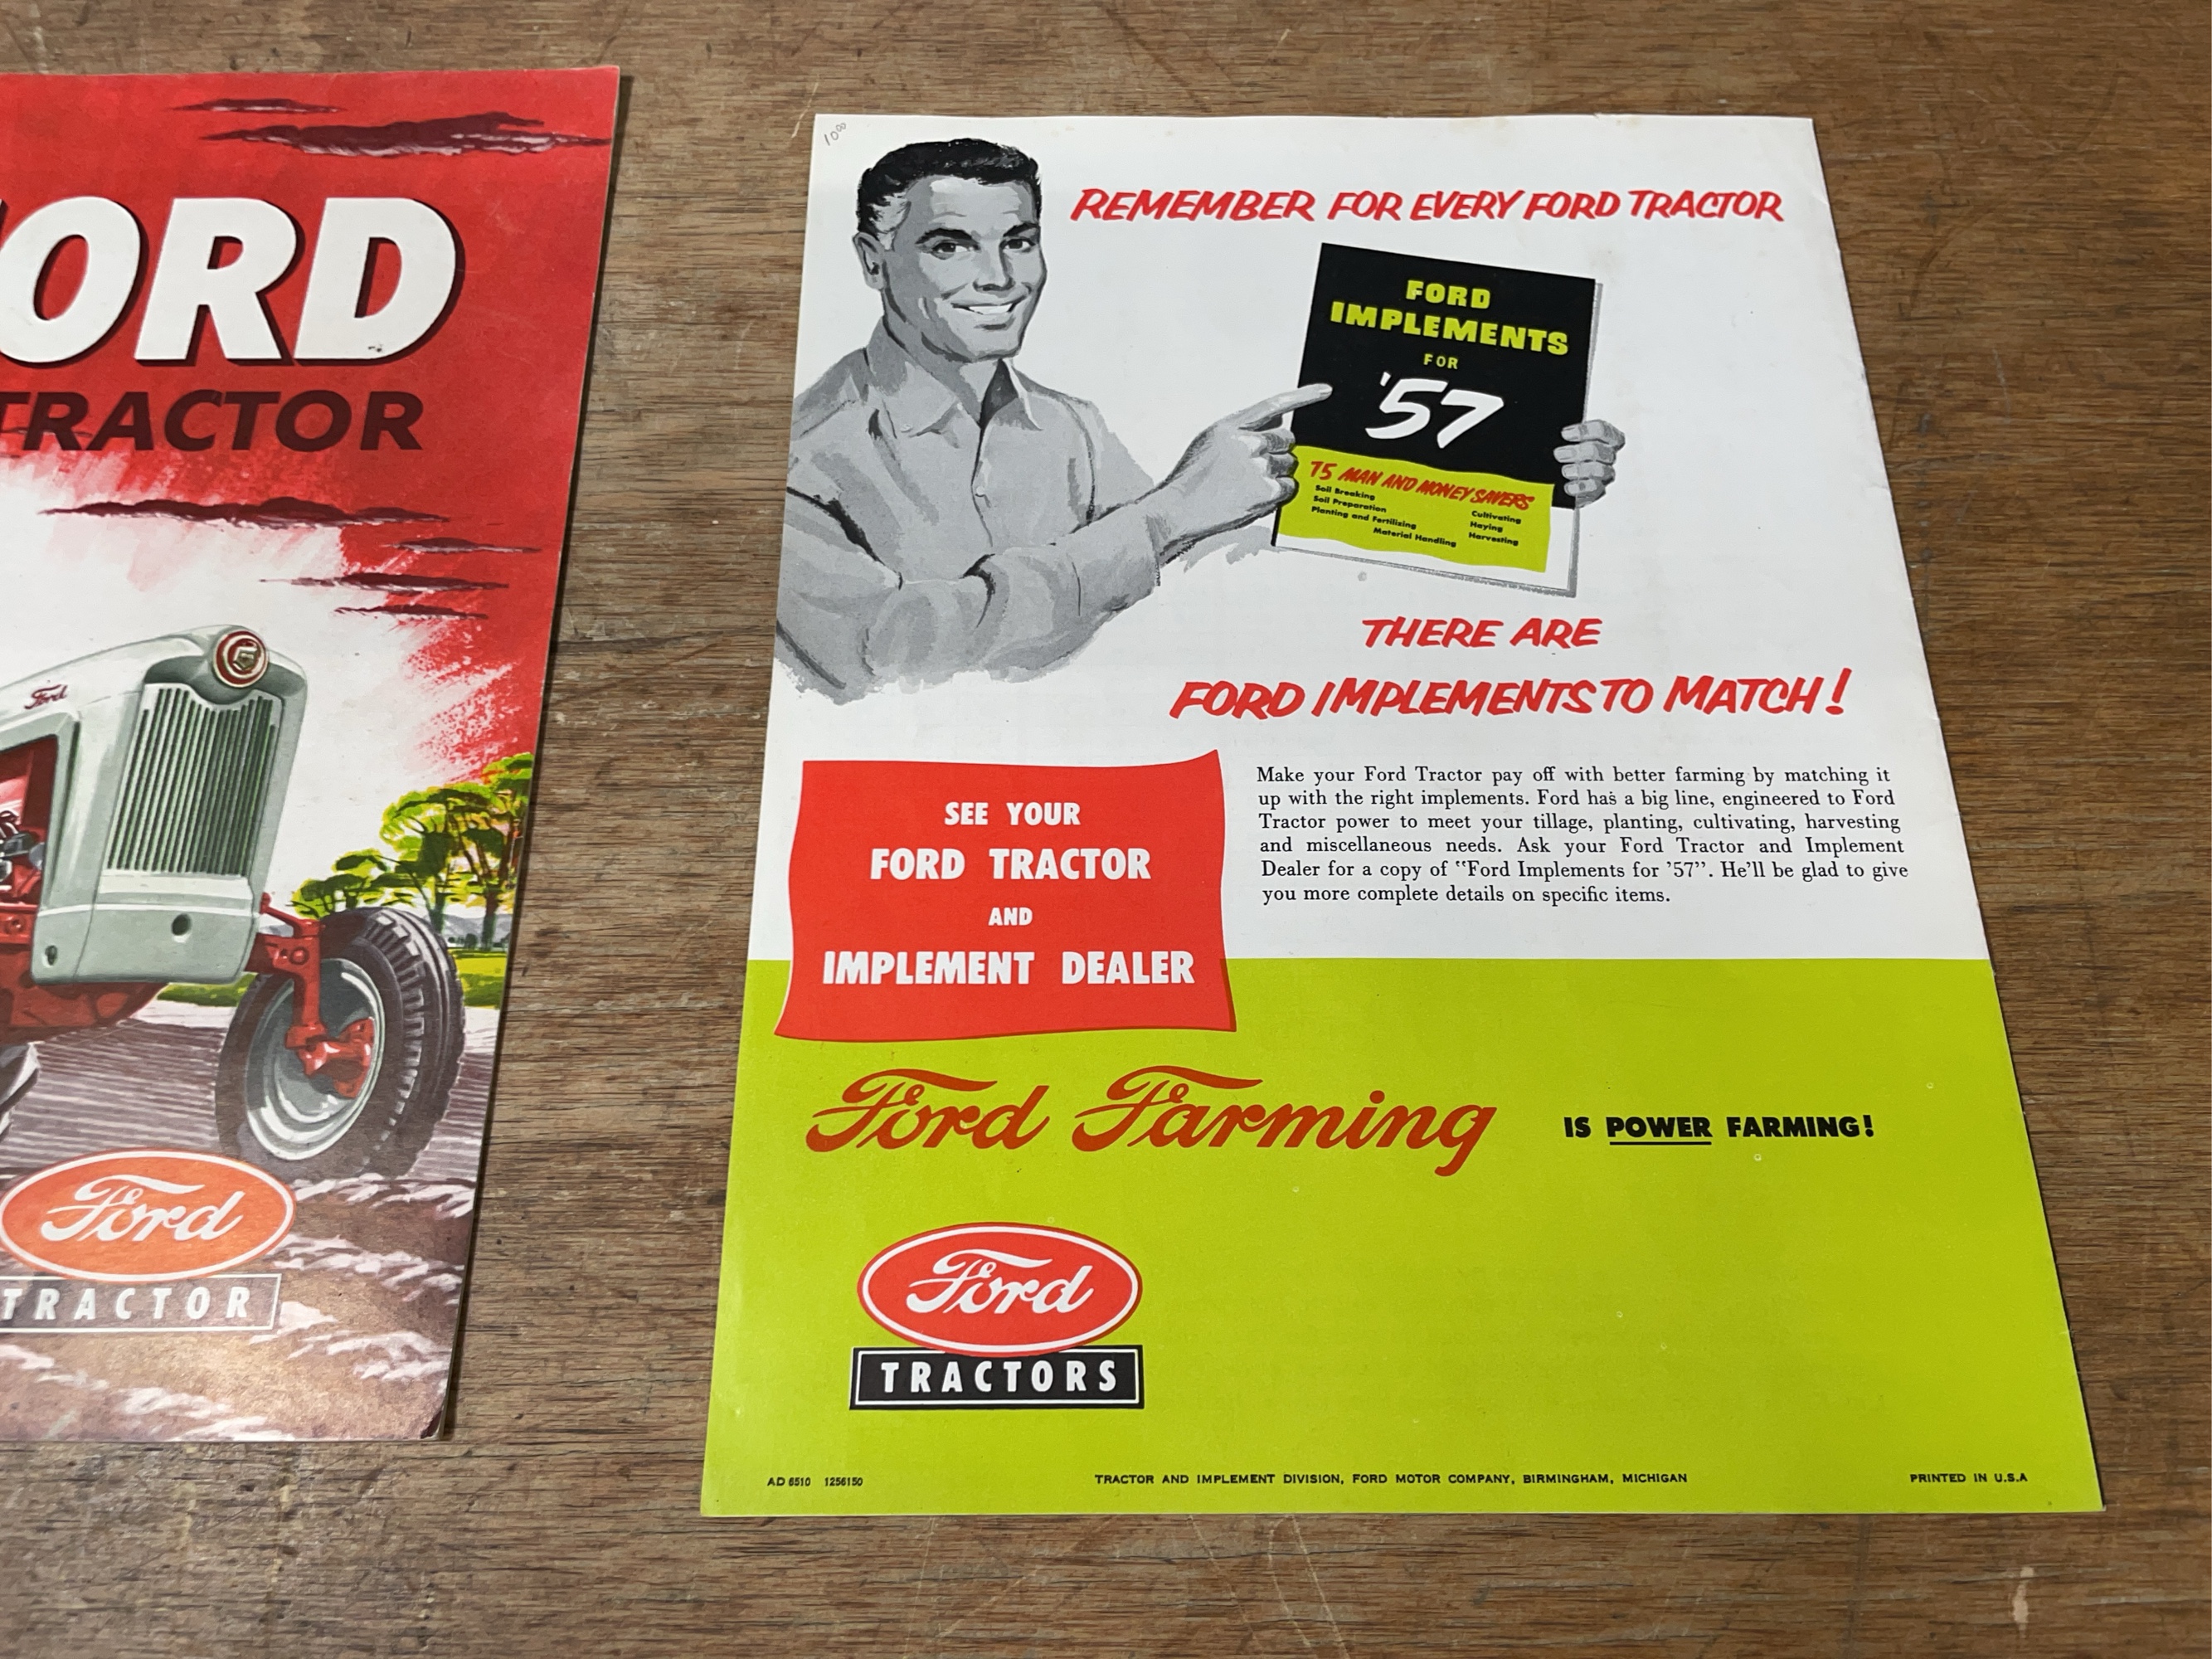 ORD
TRACTOR
Ford
Ford
TRACTOR
10⁰⁰
REMEMBER FOR EVERY FORD TRACTOR
FORD
IMPLEMENTS
FOR
'57
75 MAN AND MONEY SAVERS
Soil Breaking
Soil Preparation
Planting and Fertilizing
Material Handling
Cultivating
Haying
Harvesting
THERE ARE
FORD IMPLEMENTS TO MATCH!
SEE YOUR
FORD TRACTOR
AND
IMPLEMENT DEALER
Make your Ford Tractor pay off with better farming by matching it
up with the right implements. Ford has a big line, engineered to Ford
Tractor power to meet your tillage, planting, cultivating, harvesting
and miscellaneous needs. Ask your Ford Tractor and Implement
Dealer for a copy of "Ford Implements for '57". He'll be glad to give
you more complete details on specific items.
Ford Farming IS POWER FARMING!
Ford
TRACTORS
AD 6510 1256150 TRACTOR AND IMPLEMENT DIVISION, FORD MOTOR COMPANY, BIRMINGHAM, MICHIGAN PRINTED IN U.S.A